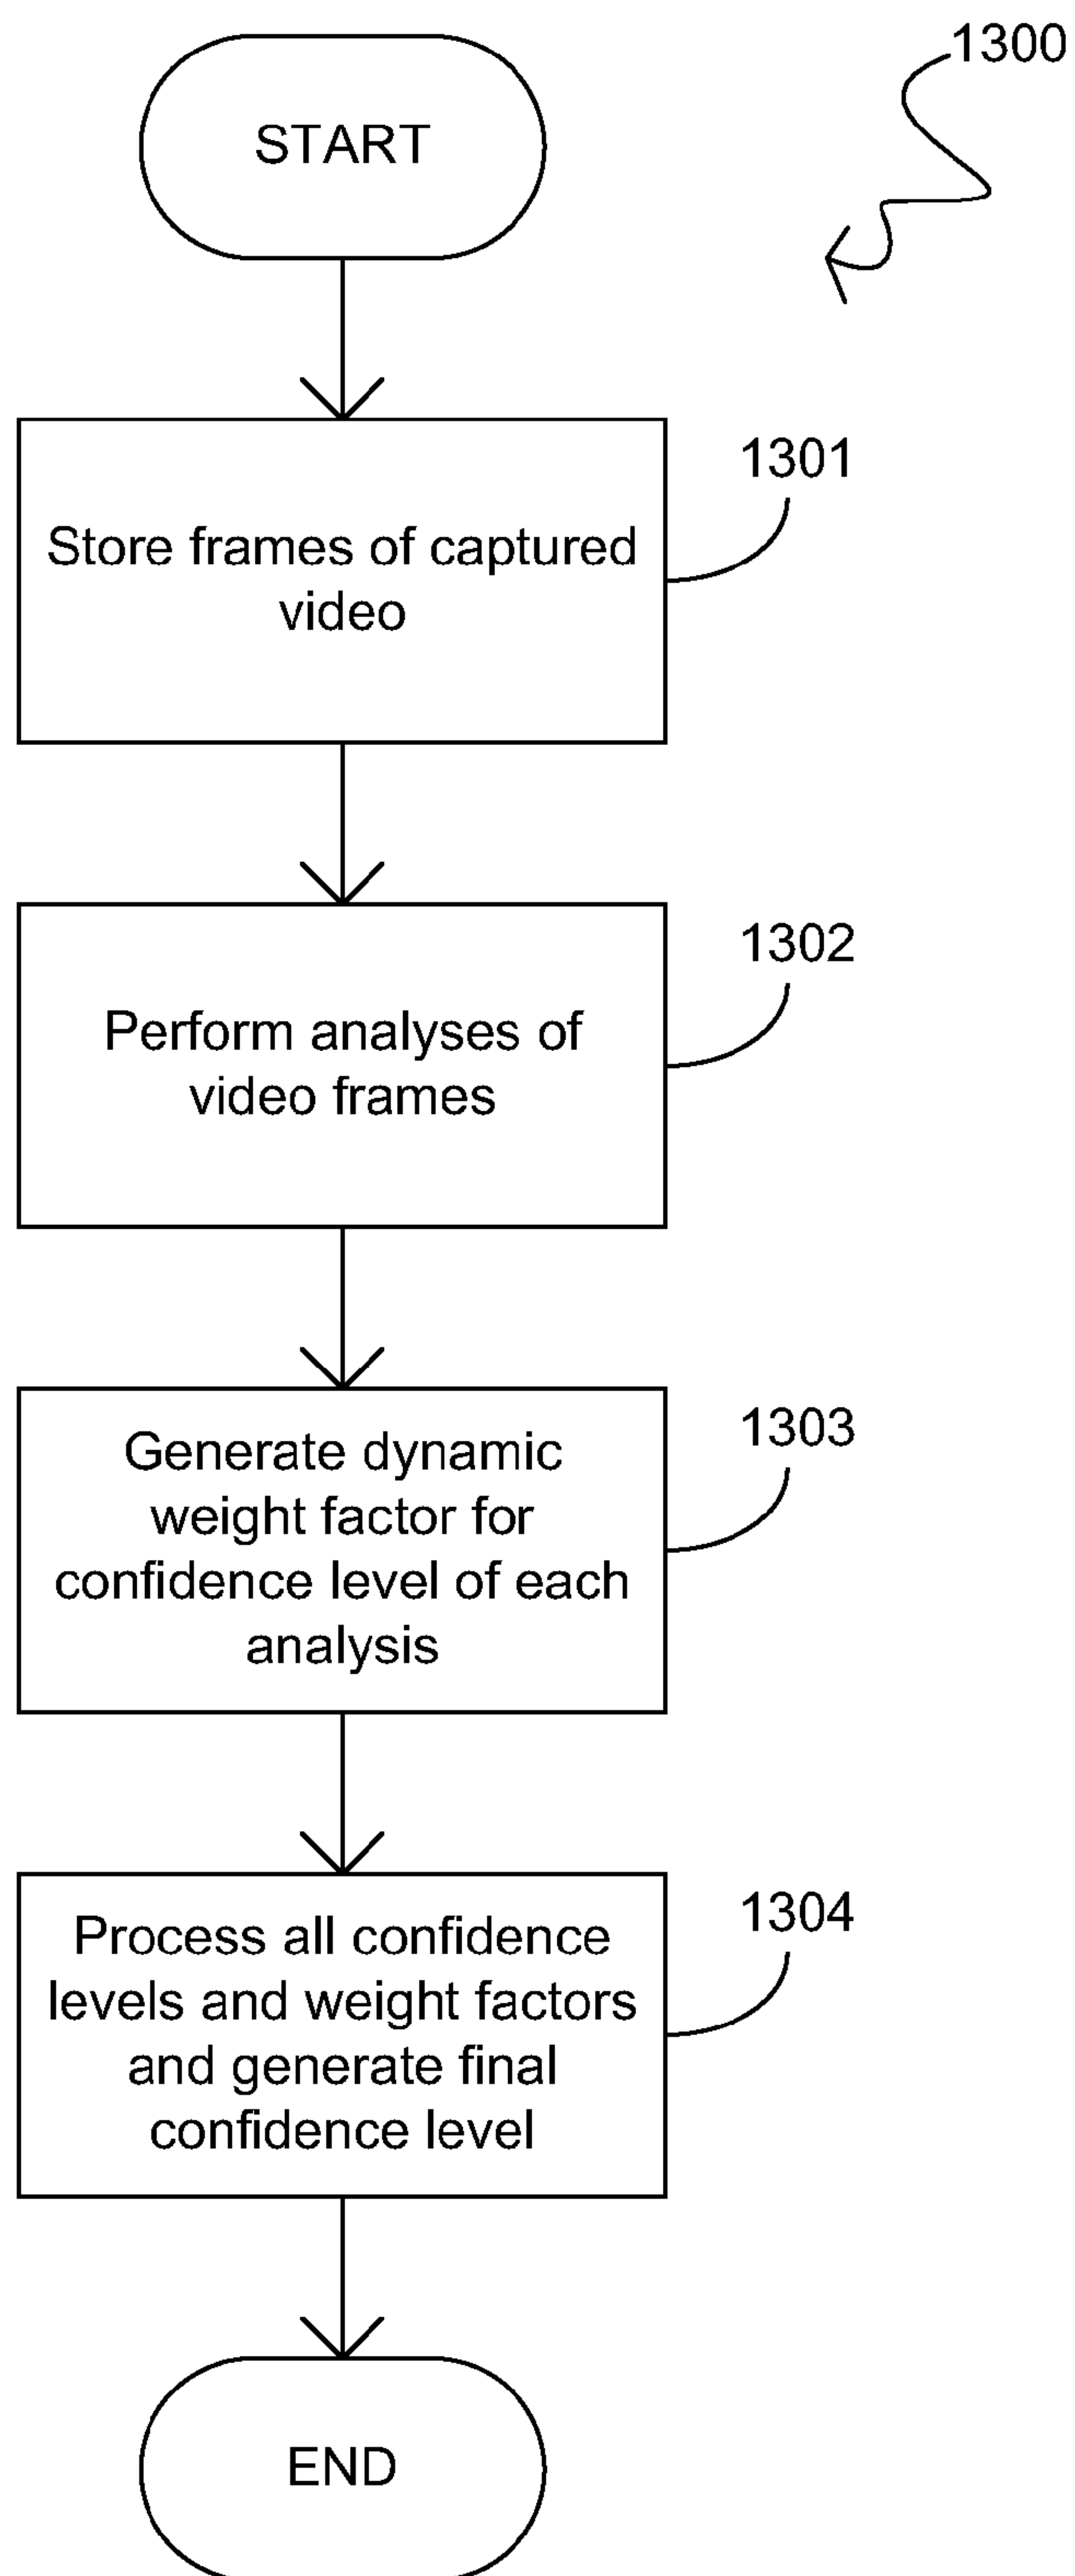 1300
START
1301
Store frames of captured
video
1302
Perform analyses of
video frames
1303
Generate dynamic
weight factor for
confidence level of each
analysis
1304
Process all confidence
levels and weight factors
and generate final
confidence level
END